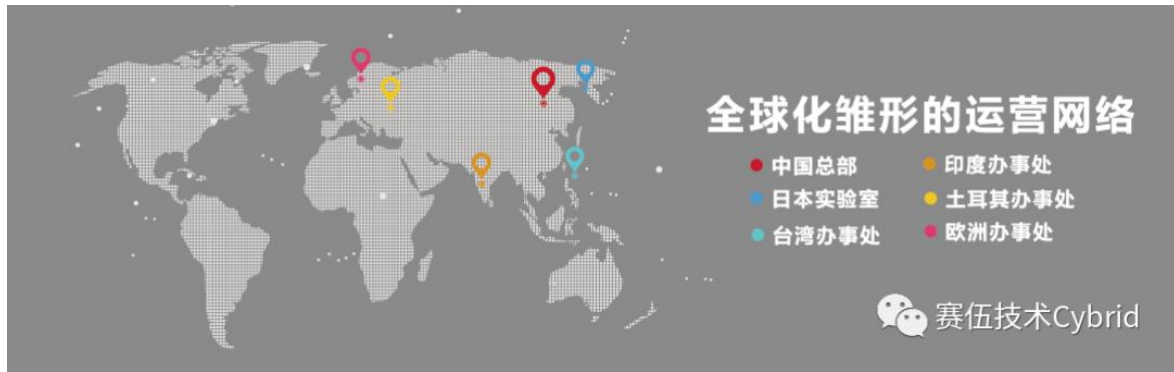 全球化雏形的运营网络
中国总部 印度办事处
日本实验室 土耳其办事处
台湾办事处 欧洲办事处
赛伍技术Cybrid